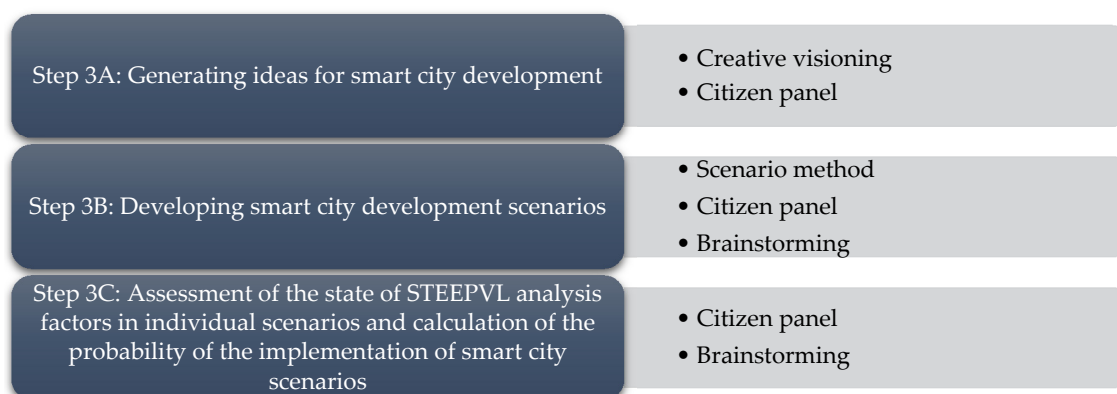 Step 3A: Generating ideas for smart city development
• Creative visioning
• Citizen panel
Step 3B: Developing smart city development scenarios
• Scenario method
• Citizen panel
• Brainstorming
Step 3C: Assessment of the state of STEEPVL analysis
factors in individual scenarios and calculation of the
probability of the implementation of smart city
scenarios
• Citizen panel
• Brainstorming